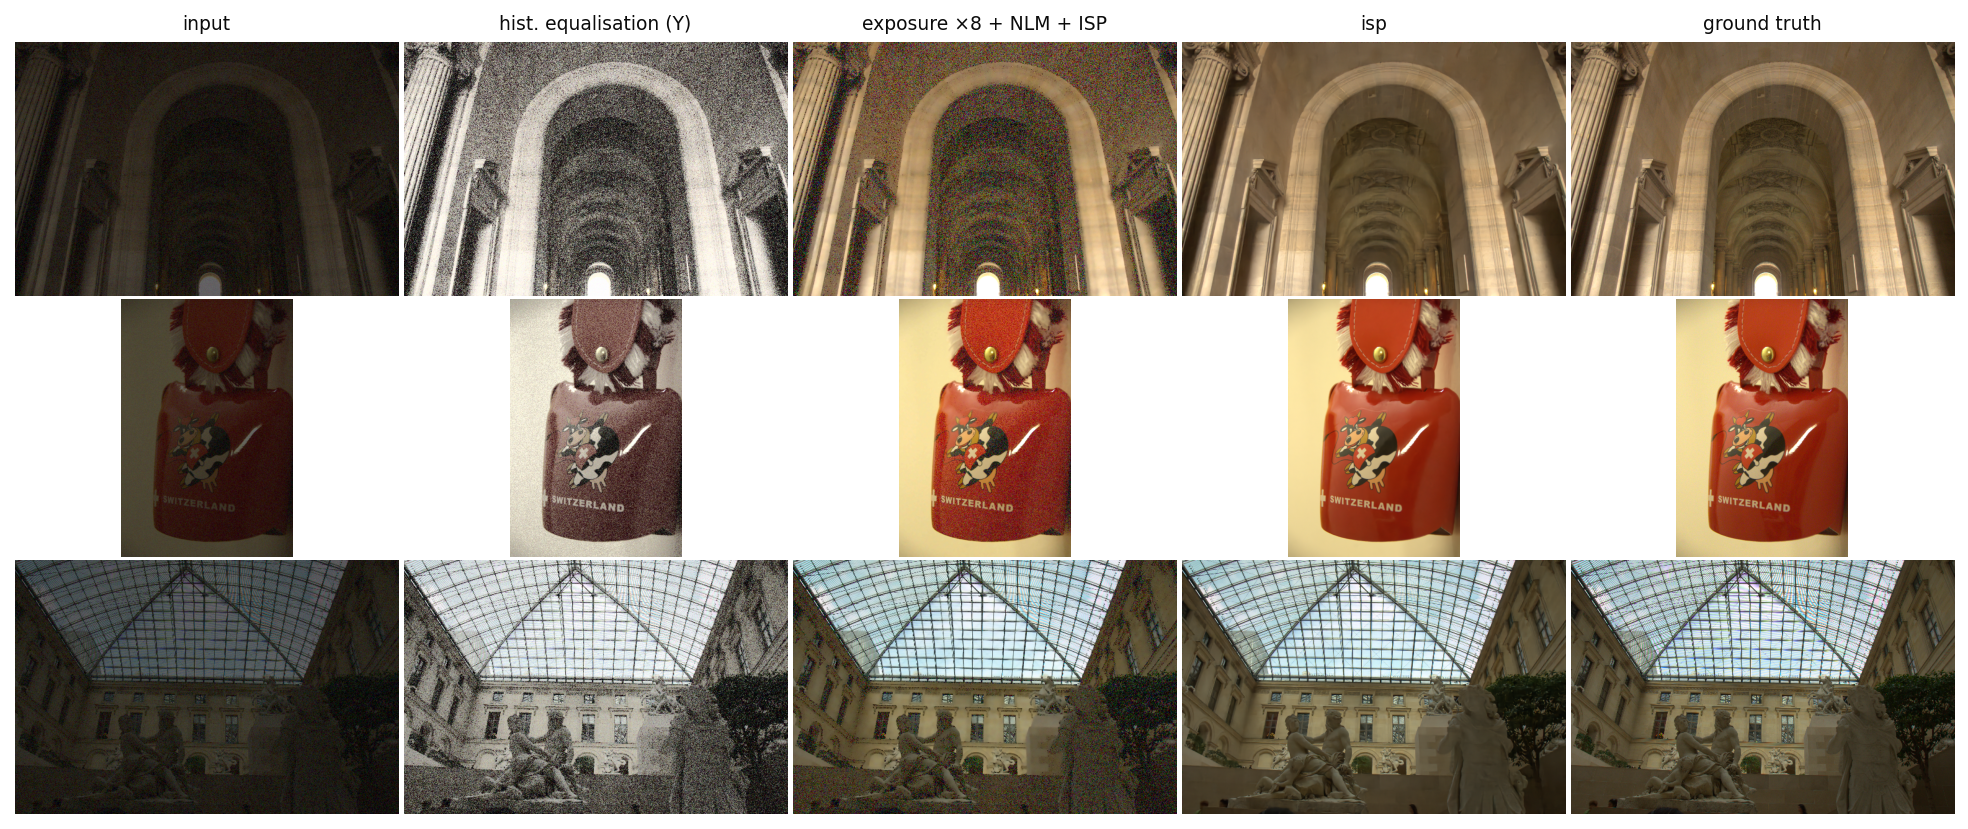 input
hist. equalisation (Y)
exposure ×8 + NLM + ISP
isp
ground truth
SWITZERLAND
SWITZERLAND
SWITZERLAND
SWITZERLAND
SWITZERLAND